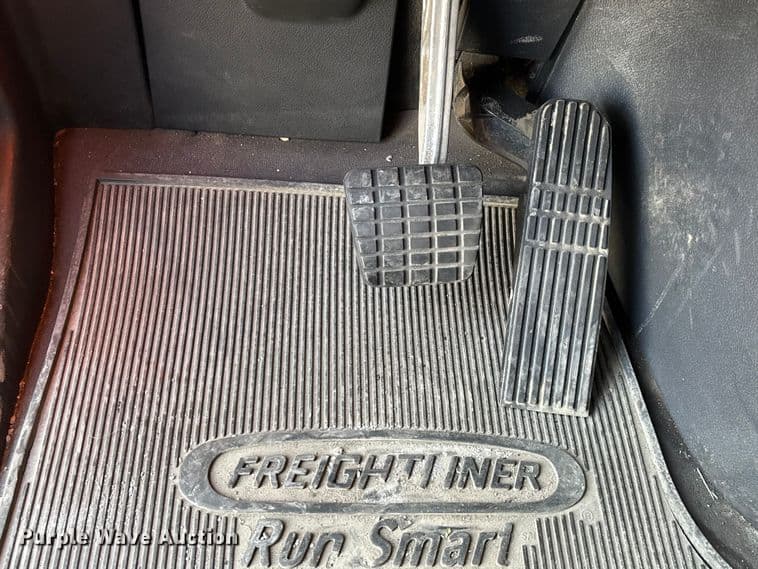 FREIGHTLINER
®
Run Smart
Purple Wave Auction